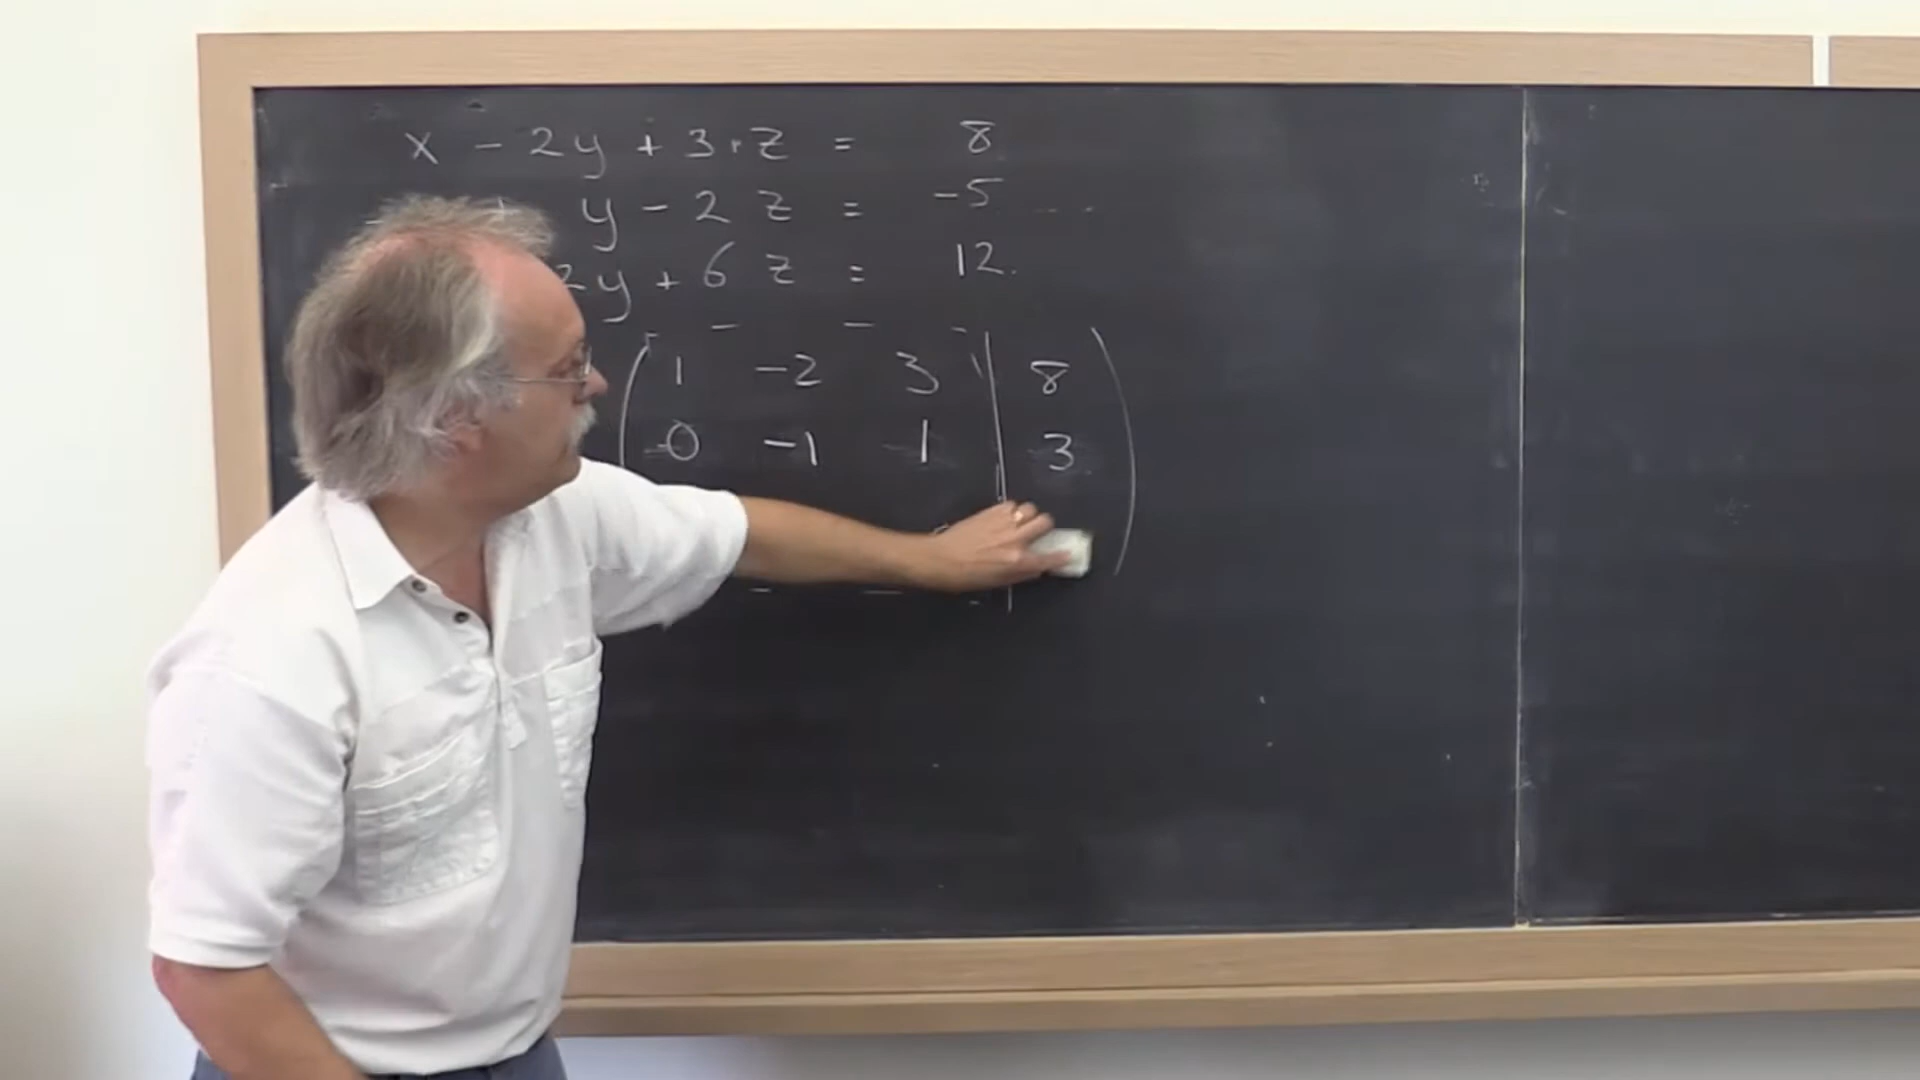 x - 2y + 3z = 8
y - 2z = -5
2y + 6z = 12.
1 -2 3 | 8
0 -1 1 | 3